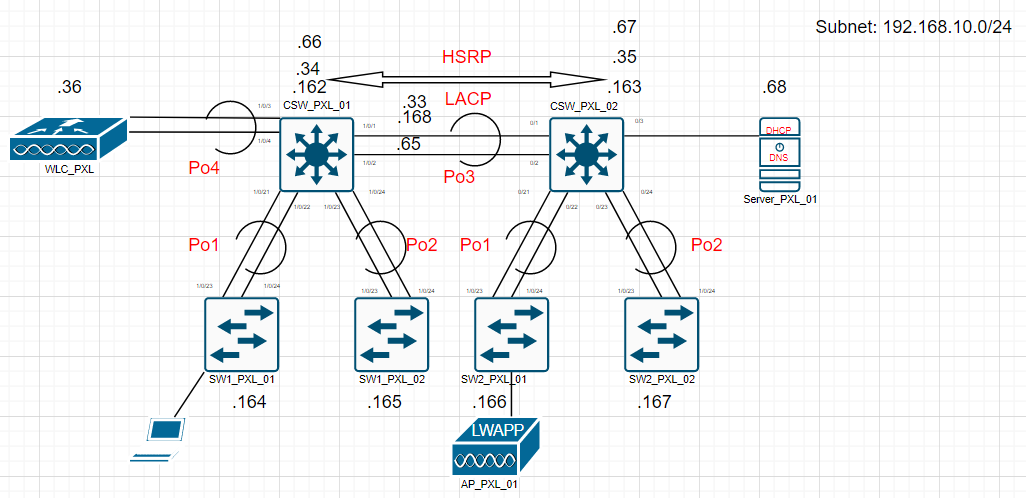 Subnet: 192.168.10.0/24
.66
.67
.34
HSRP
.35
.36
.162
.163
.68
CSW_PXL_01
.33
LACP
CSW_PXL_02
.168
1/0/3
1/0/1
0/1
0/3
DHCP
1/0/4
.65
DNS
WLC_PXL
Po4
1/0/2
Po3
0/2
Server_PXL_01
1/0/21
1/0/22
1/0/23
1/0/24
0/21
0/22
0/23
0/24
Po1
Po2
Po1
Po2
1/0/23
1/0/24
1/0/23
1/0/24
1/0/23
1/0/24
1/0/23
1/0/24
SW1_PXL_01
SW1_PXL_02
SW2_PXL_01
SW2_PXL_02
.164
.165
.166
.167
LWAPP
AP_PXL_01